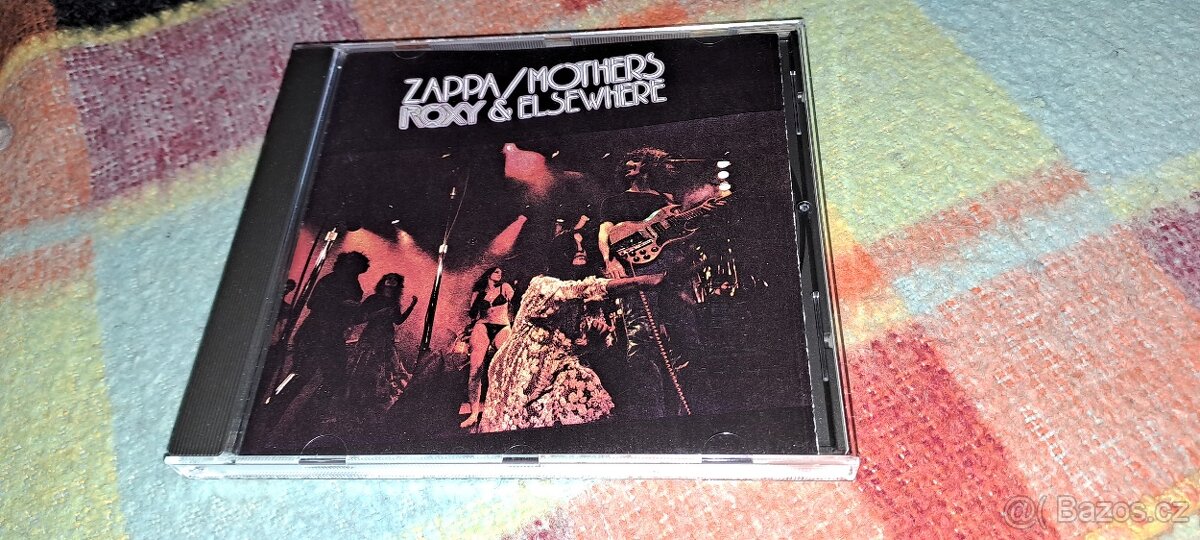 ZAPPA/MOTHERS
ROXY & ELSEWHERE
@( Bazos.cz